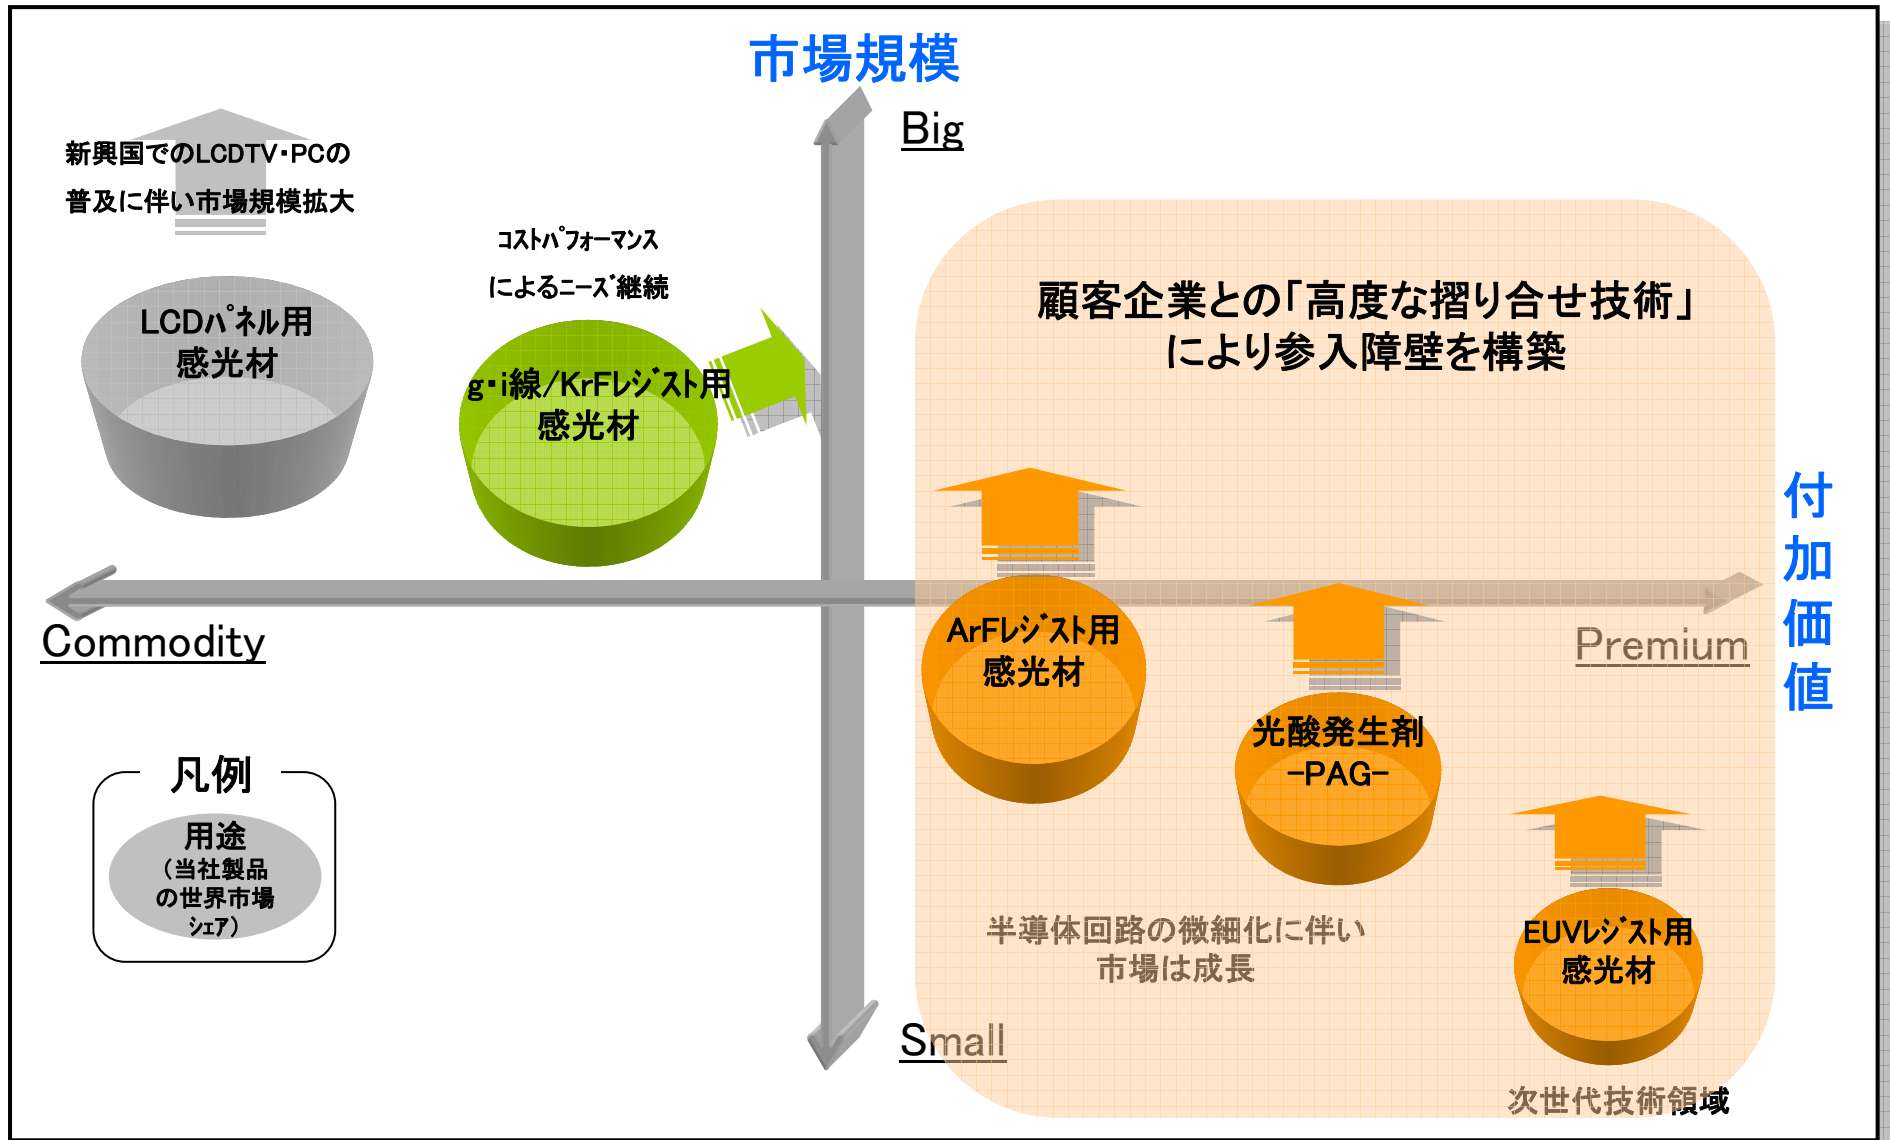 市場規模
Big
新興国でのLCDTV・PCの
普及に伴い市場規模拡大
コストパフォーマンス
によるニーズ継続
LCDパネル用
感光材
g・i線/KrFレジスト用
感光材
顧客企業との「高度な摺り合せ技術」
により参入障壁を構築
付加価値
Commodity
Premium
ArFレジスト用
感光材
光酸発生剤
-PAG-
EUVレジスト用
感光材
半導体回路の微細化に伴い
市場は成長
凡例
用途
(当社製品
の世界市場
シェア)
Small
次世代技術領域